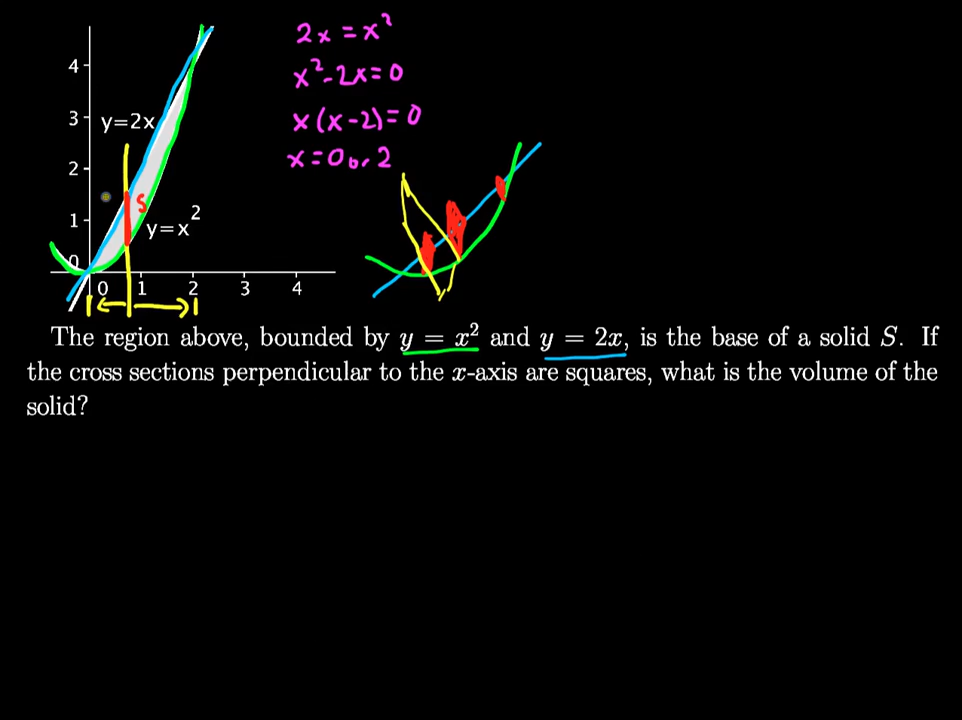 2x = x²
4
x²-2x=0
3
y=2x
x(x-2)=0
2
x=0 or 2
S
1
y=x²
0
0 1 2 3 4
The region above, bounded by y = x² and y = 2x, is the base of a solid S. If
the cross sections perpendicular to the x-axis are squares, what is the volume of the
solid?